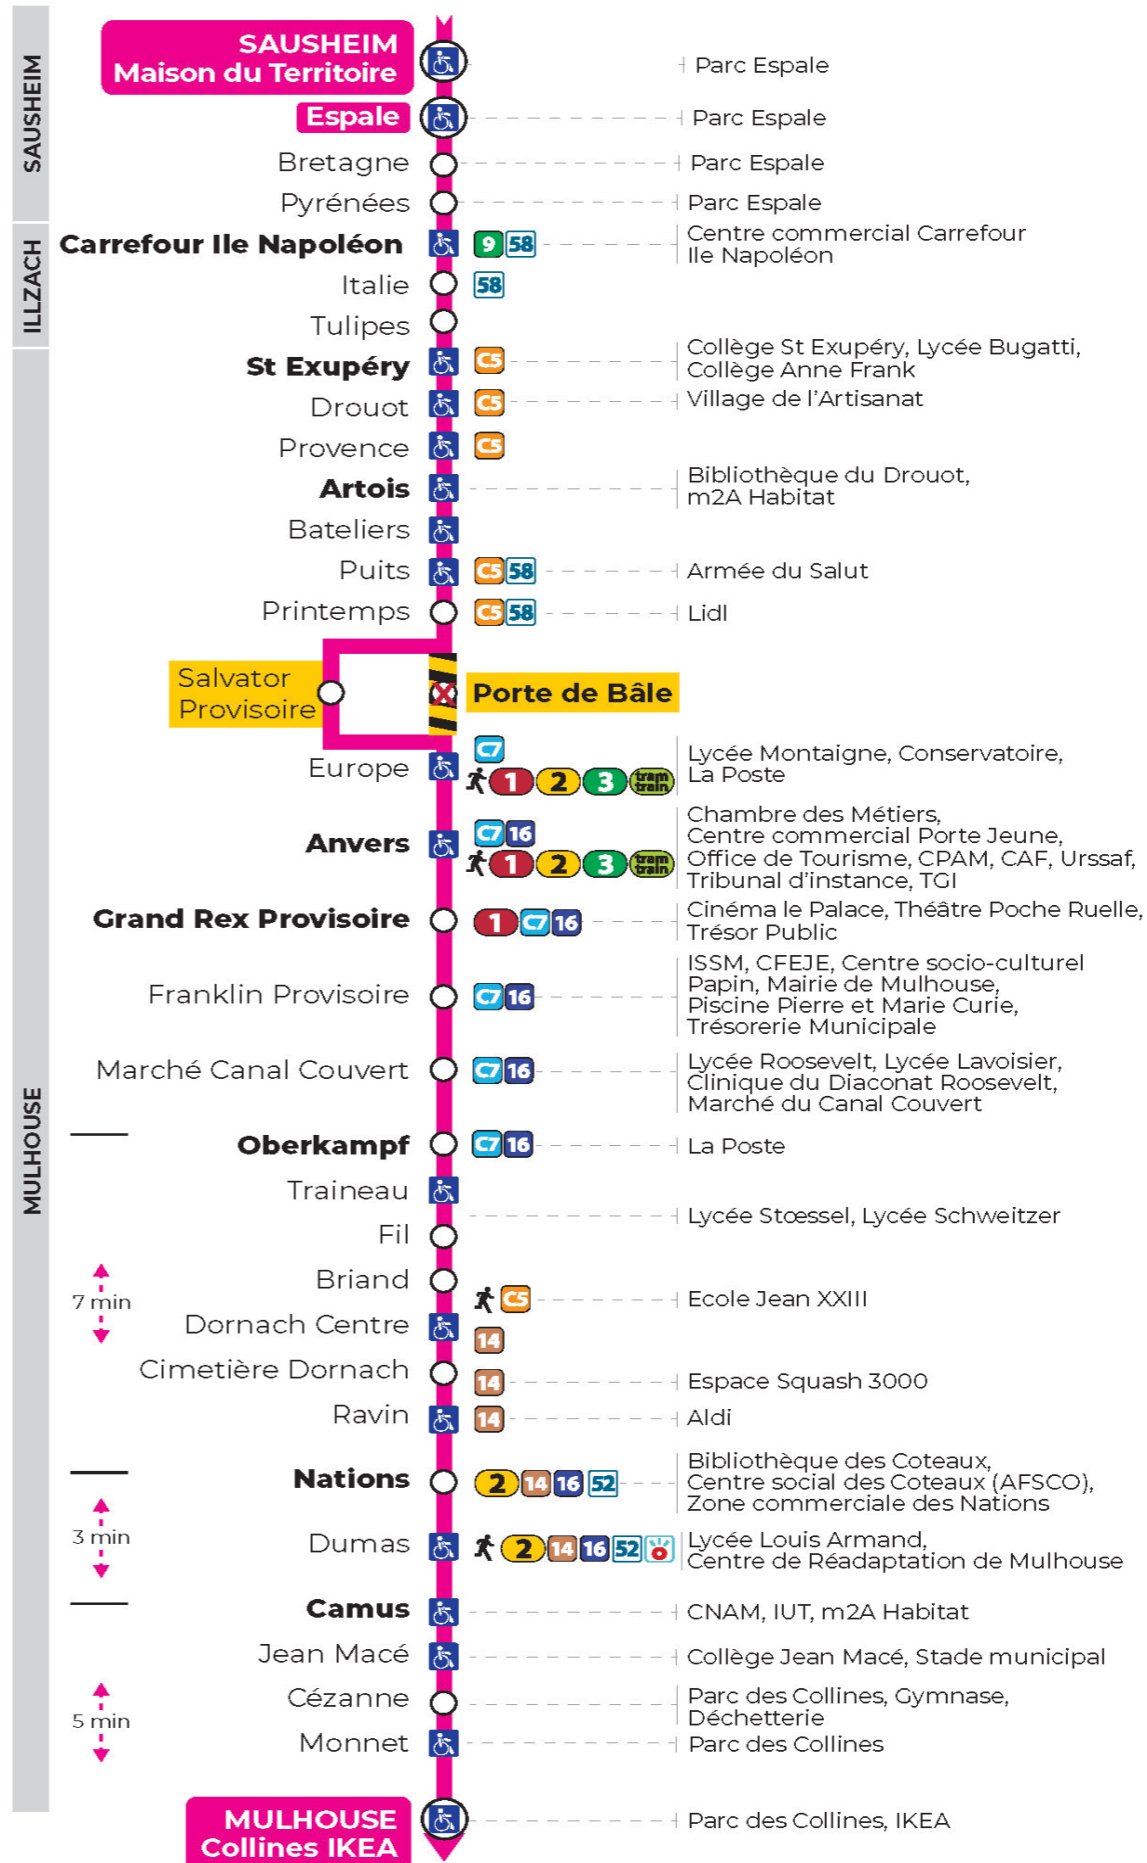 SAUSHEIM
SAUSHEIM
Maison du Territoire
Parc Espale
Espale
Parc Espale
Bretagne
Parc Espale
Pyrénées
Parc Espale
ILLZACH
Carrefour Ile Napoléon
9 58
Centre commercial Carrefour
Ile Napoléon
Italie
58
Tulipes
MULHOUSE
St Exupéry
C5
Collège St Exupéry, Lycée Bugatti,
Collège Anne Frank
Drouot
C5
Village de l'Artisanat
Provence
C5
Artois
Bibliothèque du Drouot,
m2A Habitat
Bateliers
Puits
C5 58
Armée du Salut
Printemps
C5 58
Lidl
Salvator
Provisoire
Porte de Bâle
Europe
C7
1 2 3 tram train
Lycée Montaigne, Conservatoire,
La Poste
Anvers
C7 16
1 2 3 tram train
Chambre des Métiers,
Centre commercial Porte Jeune,
Office de Tourisme, CPAM, CAF, Urssaf,
Tribunal d'instance, TGI
Grand Rex Provisoire
1 C7 16
Cinéma le Palace, Théâtre Poche Ruelle,
Trésor Public
Franklin Provisoire
C7 16
ISSM, CFEJE, Centre socio-culturel
Papin, Mairie de Mulhouse,
Piscine Pierre et Marie Curie,
Trésorerie Municipale
Marché Canal Couvert
C7 16
Lycée Roosevelt, Lycée Lavoisier,
Clinique du Diaconat Roosevelt,
Marché du Canal Couvert
Oberkampf
C7 16
La Poste
Traineau
Lycée Stœssel, Lycée Schweitzer
Fil
Briand
7 min
C5
Ecole Jean XXIII
Dornach Centre
14
Cimetière Dornach
14
Espace Squash 3000
Ravin
14
Aldi
Nations
2 14 16 52
Bibliothèque des Coteaux,
Centre social des Coteaux (AFSCO),
Zone commerciale des Nations
3 min
Dumas
2 14 16 52
Lycée Louis Armand,
Centre de Réadaptation de Mulhouse
Camus
CNAM, IUT, m2A Habitat
Jean Macé
Collège Jean Macé, Stade municipal
Cézanne
Parc des Collines, Gymnase,
Déchetterie
5 min
Monnet
Parc des Collines
MULHOUSE
Collines IKEA
Parc des Collines, IKEA